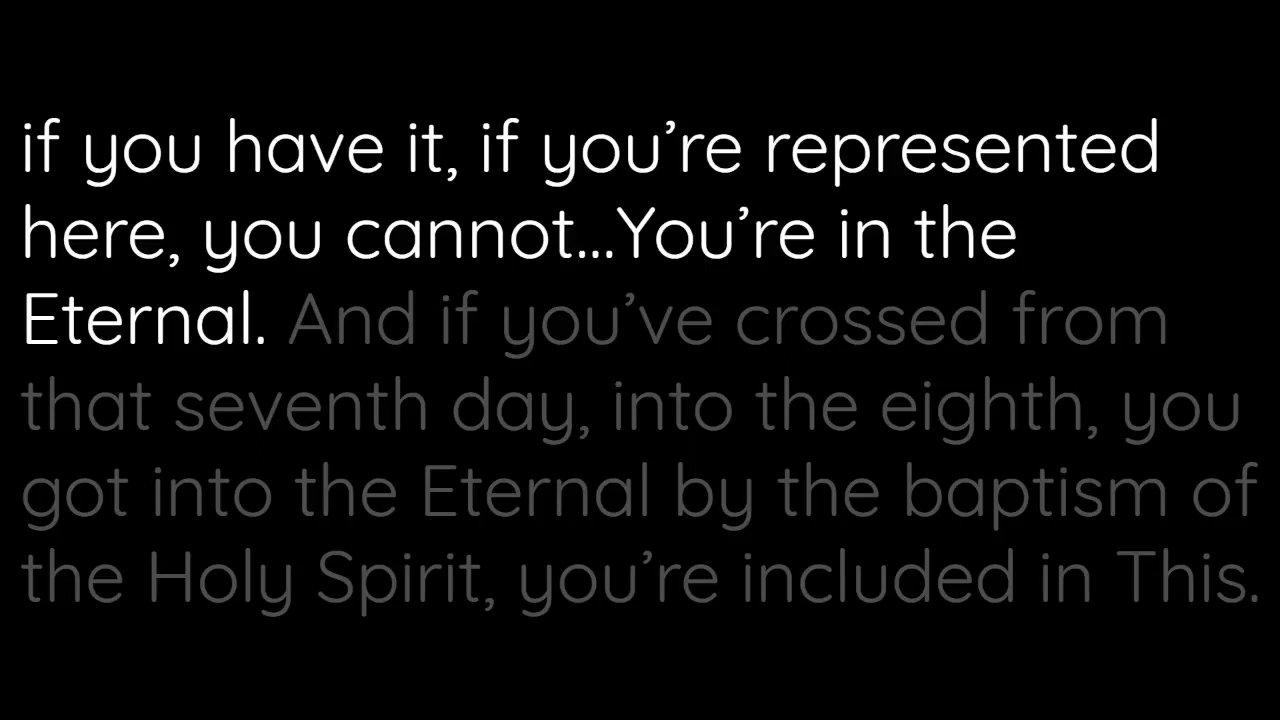 if you have it, if you’re represented
here, you cannot...You’re in the
Eternal. And if you’ve crossed from
that seventh day, into the eighth, you
got into the Eternal by the baptism of
the Holy Spirit, you’re included in This.